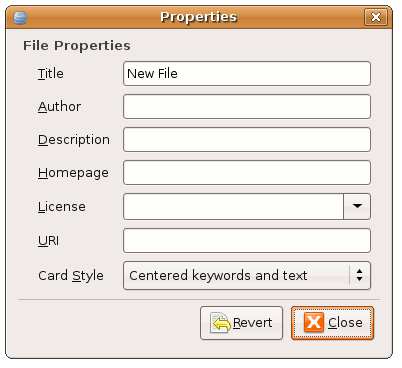 Properties
File Properties
Title New File
Author
Description
Homepage
License
URI
Card Style Centered keywords and text
Revert Close